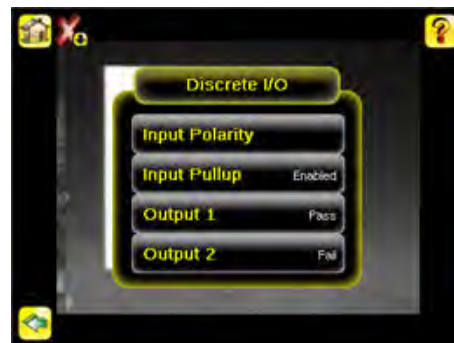 Discrete I/O
Input Polarity
Input Pullup Enabled
Output 1 Pass
Output 2 Fail
?